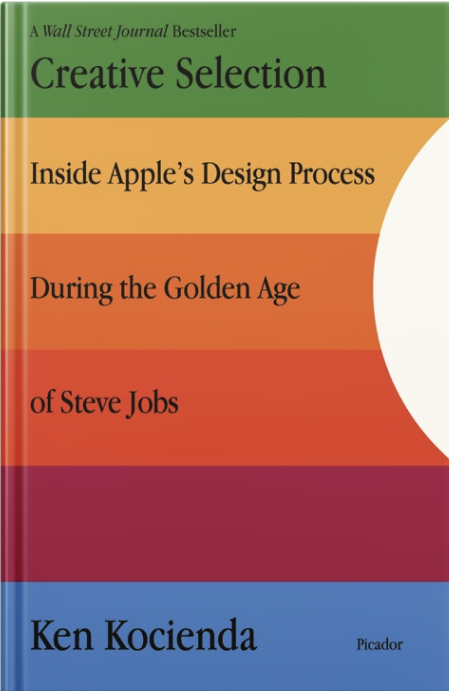 A Wall Street Journal Bestseller
Creative Selection
Inside Apple’s Design Process
During the Golden Age
of Steve Jobs
Ken Kocienda
Picador